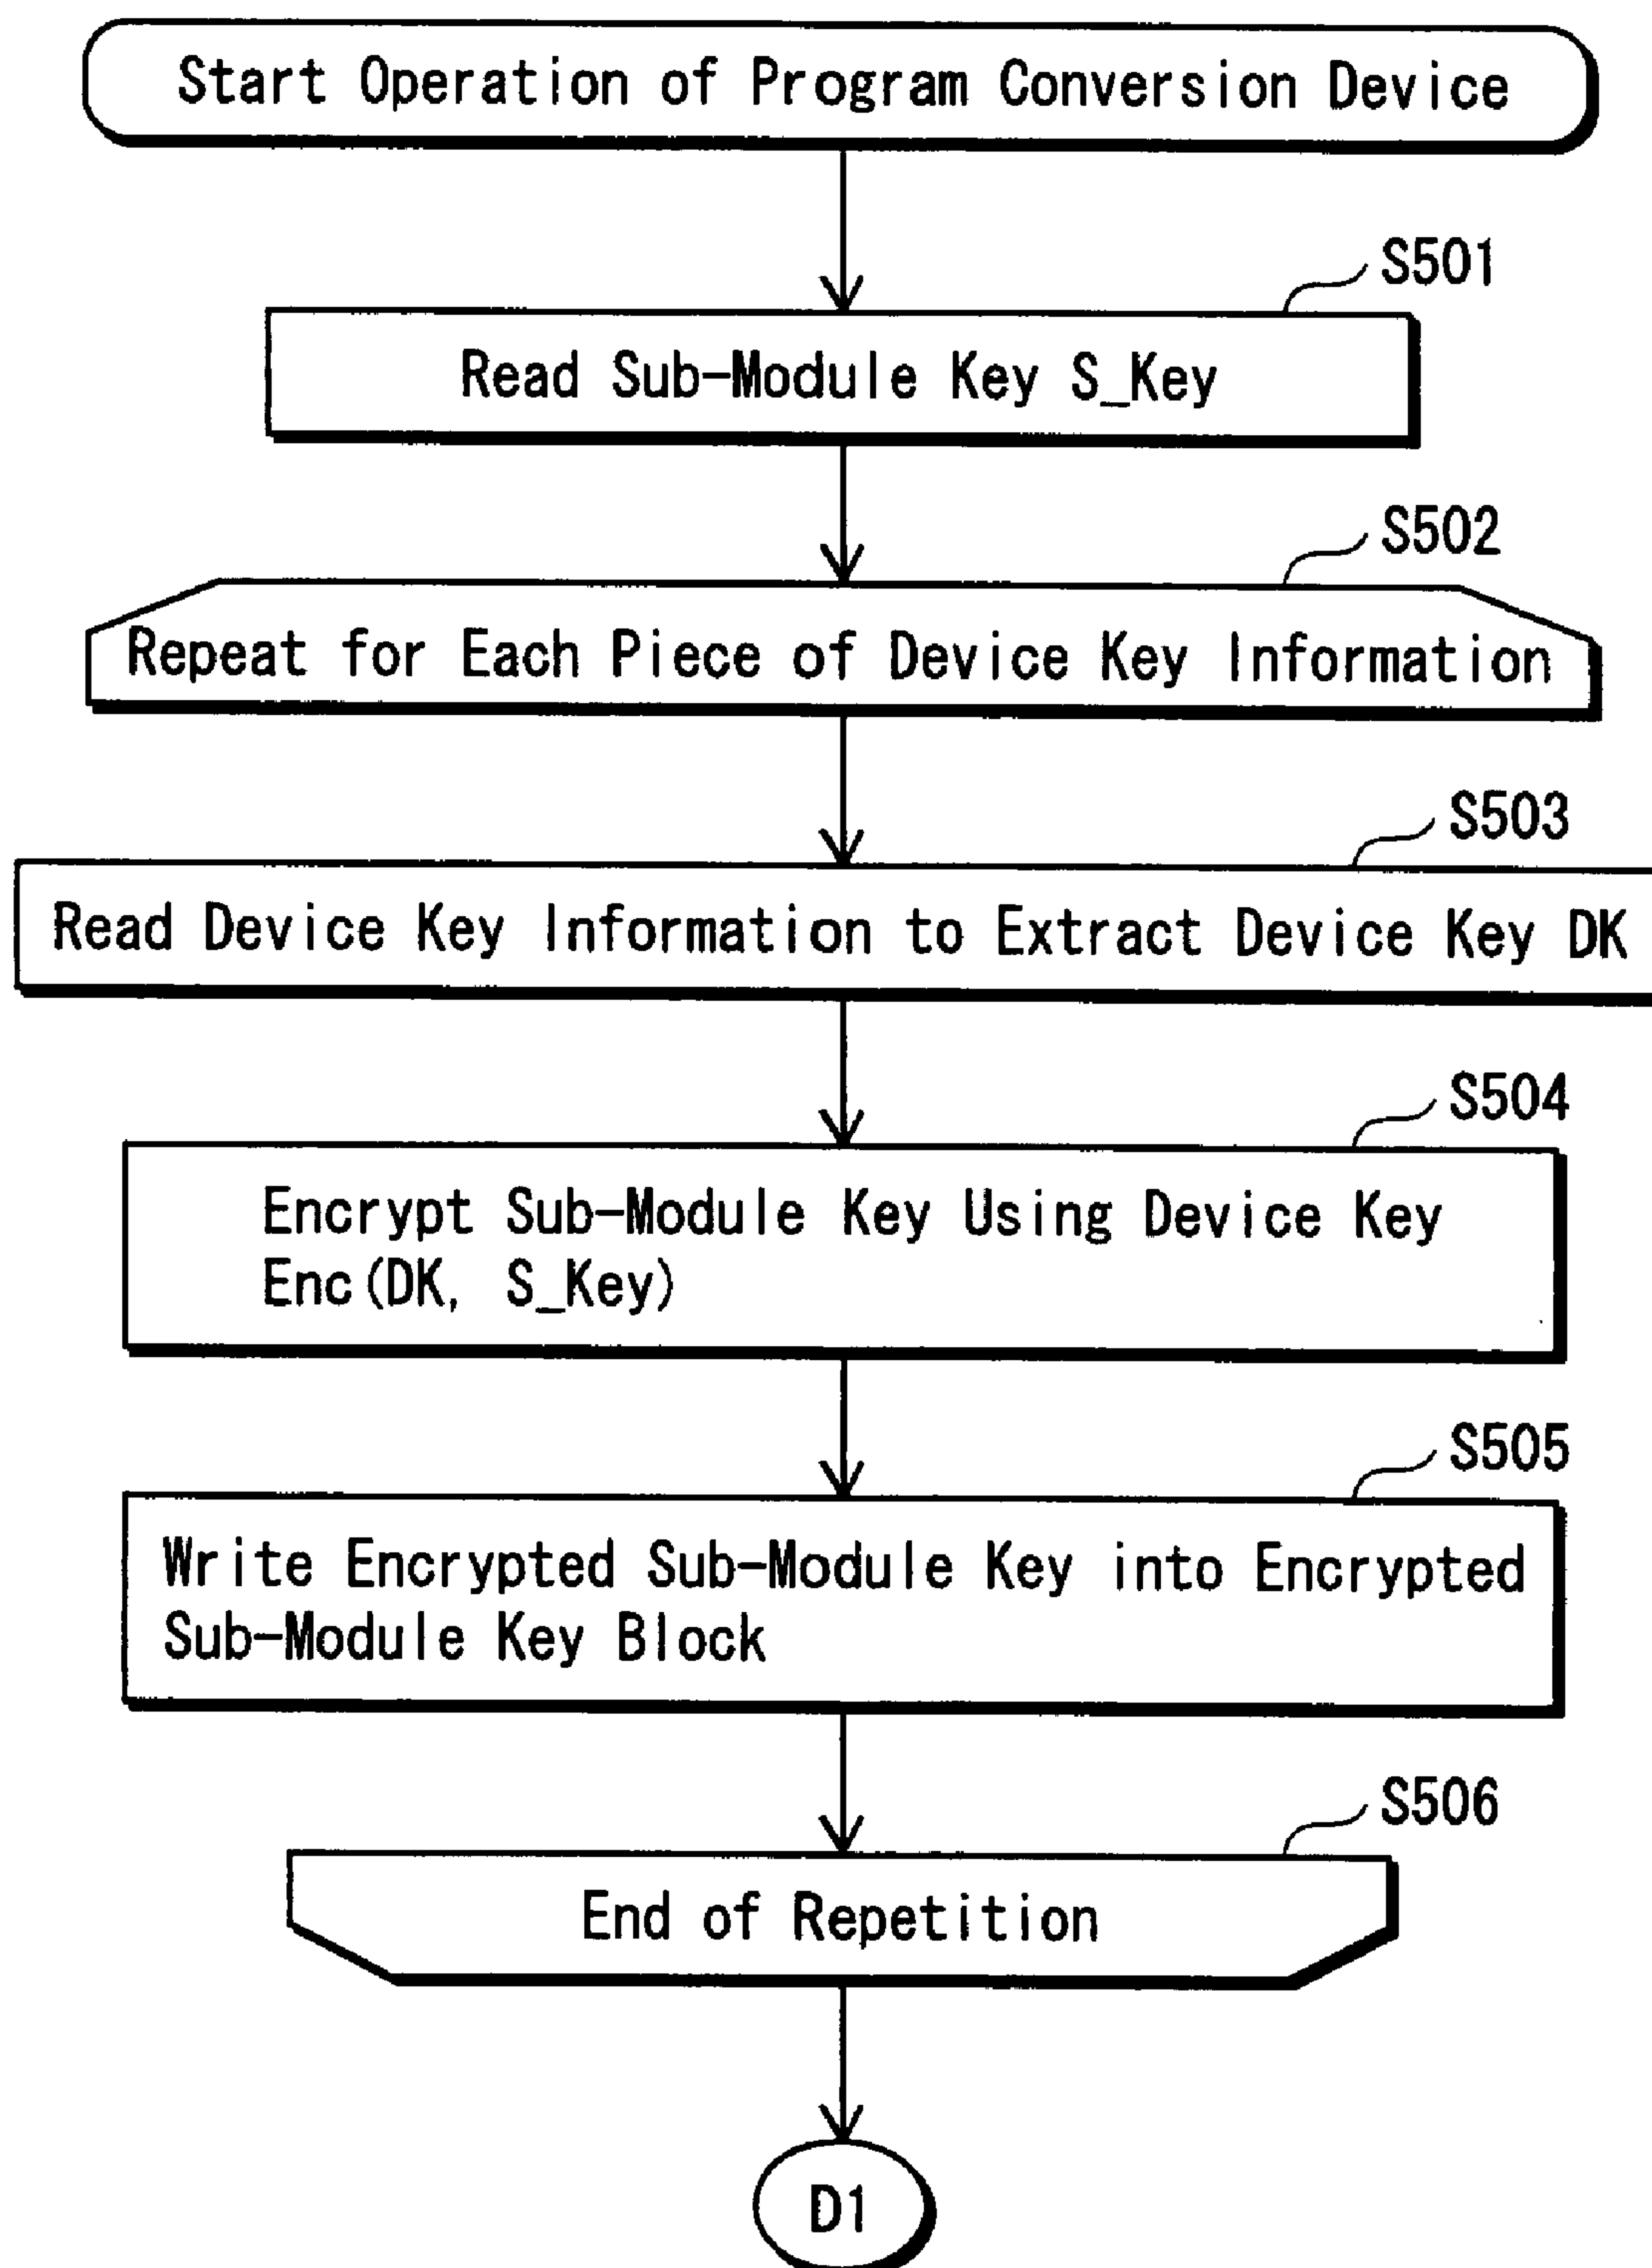 Start Operation of Program Conversion Device
S501
Read Sub-Module Key S_Key
S502
Repeat for Each Piece of Device Key Information
S503
Read Device Key Information to Extract Device Key DK
S504
Encrypt Sub-Module Key Using Device Key
Enc(DK, S_Key)
S505
Write Encrypted Sub-Module Key into Encrypted
Sub-Module Key Block
S506
End of Repetition
D1